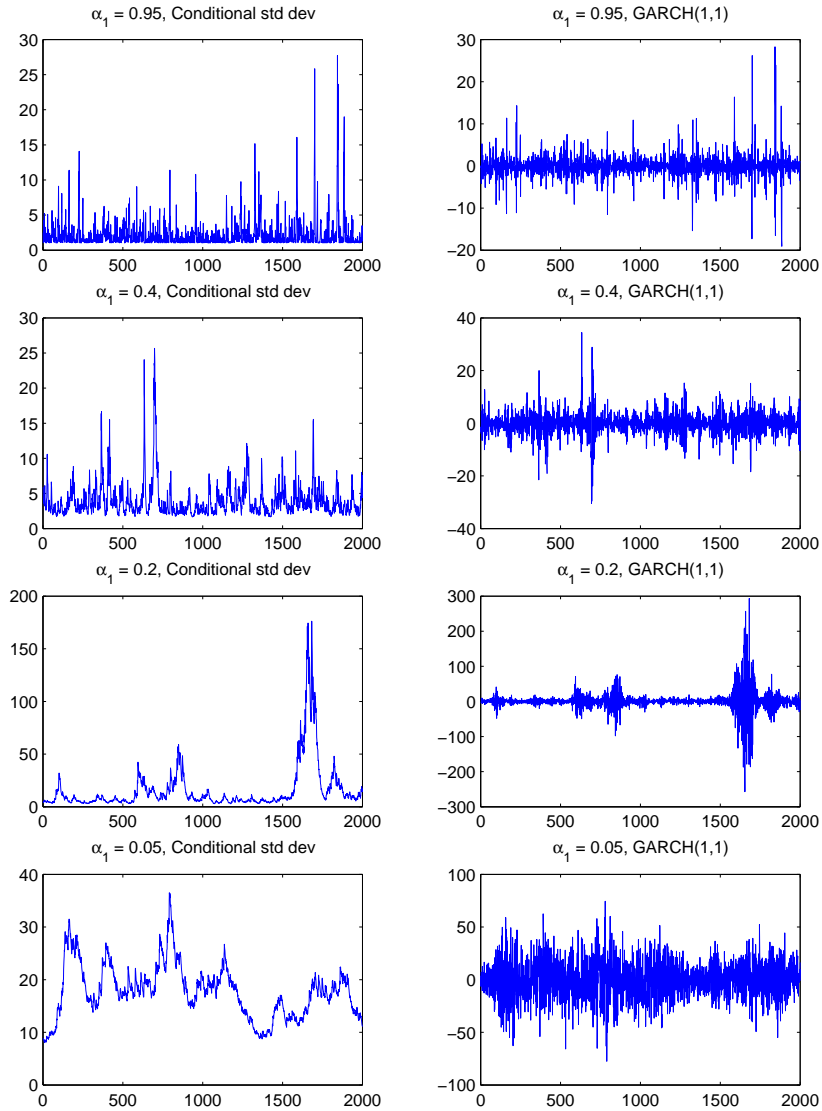 α1 = 0.95, Conditional std dev
30
25
20
15
10
5
0
0 500 1000 1500 2000
α1 = 0.95, GARCH(1,1)
30
20
10
0
−10
−20
0 500 1000 1500 2000
α1 = 0.4, Conditional std dev
30
25
20
15
10
5
0
0 500 1000 1500 2000
α1 = 0.4, GARCH(1,1)
40
20
0
−20
−40
0 500 1000 1500 2000
α1 = 0.2, Conditional std dev
200
150
100
50
0
0 500 1000 1500 2000
α1 = 0.2, GARCH(1,1)
300
200
100
0
−100
−200
−300
0 500 1000 1500 2000
α1 = 0.05, Conditional std dev
40
30
20
10
0
0 500 1000 1500 2000
α1 = 0.05, GARCH(1,1)
100
50
0
−50
−100
0 500 1000 1500 2000